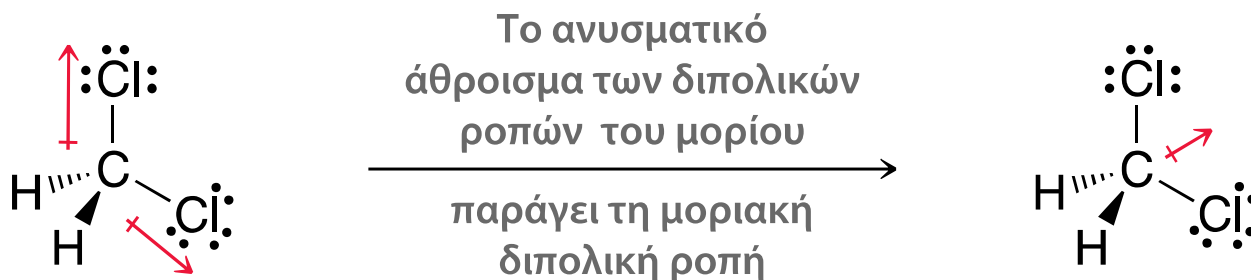 Cl
C
H
H
Cl
Το ανυσματικό
άθροισμα των διπολικών
ροπών του μορίου
παράγει τη μοριακή
διπολική ροπή
Cl
C
H
H
Cl